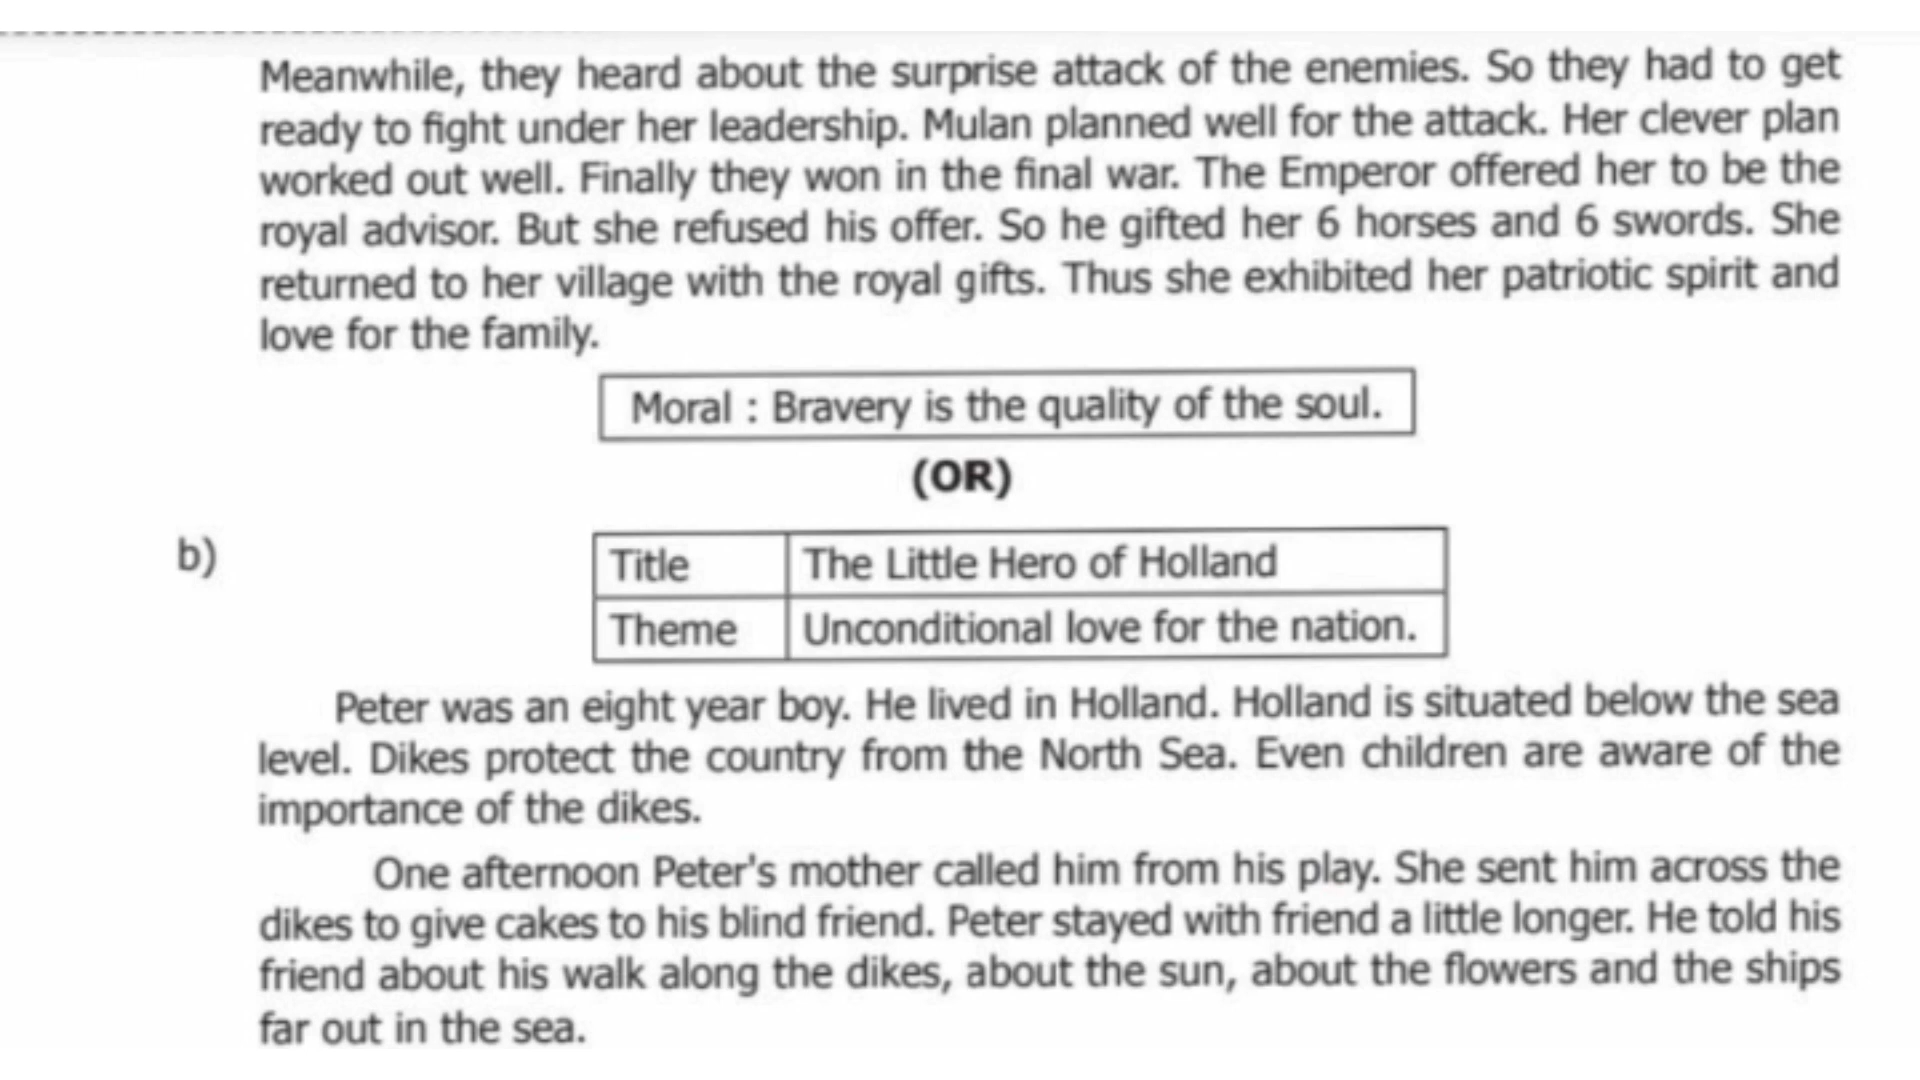 Meanwhile, they heard about the surprise attack of the enemies. So they had to get
ready to fight under her leadership. Mulan planned well for the attack. Her clever plan
worked out well. Finally they won in the final war. The Emperor offered her to be the
royal advisor. But she refused his offer. So he gifted her 6 horses and 6 swords. She
returned to her village with the royal gifts. Thus she exhibited her patriotic spirit and
love for the family.
Moral : Bravery is the quality of the soul.
(OR)
b)
Title The Little Hero of Holland
Theme Unconditional love for the nation.
Peter was an eight year boy. He lived in Holland. Holland is situated below the sea
level. Dikes protect the country from the North Sea. Even children are aware of the
importance of the dikes.
One afternoon Peter's mother called him from his play. She sent him across the
dikes to give cakes to his blind friend. Peter stayed with friend a little longer. He told his
friend about his walk along the dikes, about the sun, about the flowers and the ships
far out in the sea.